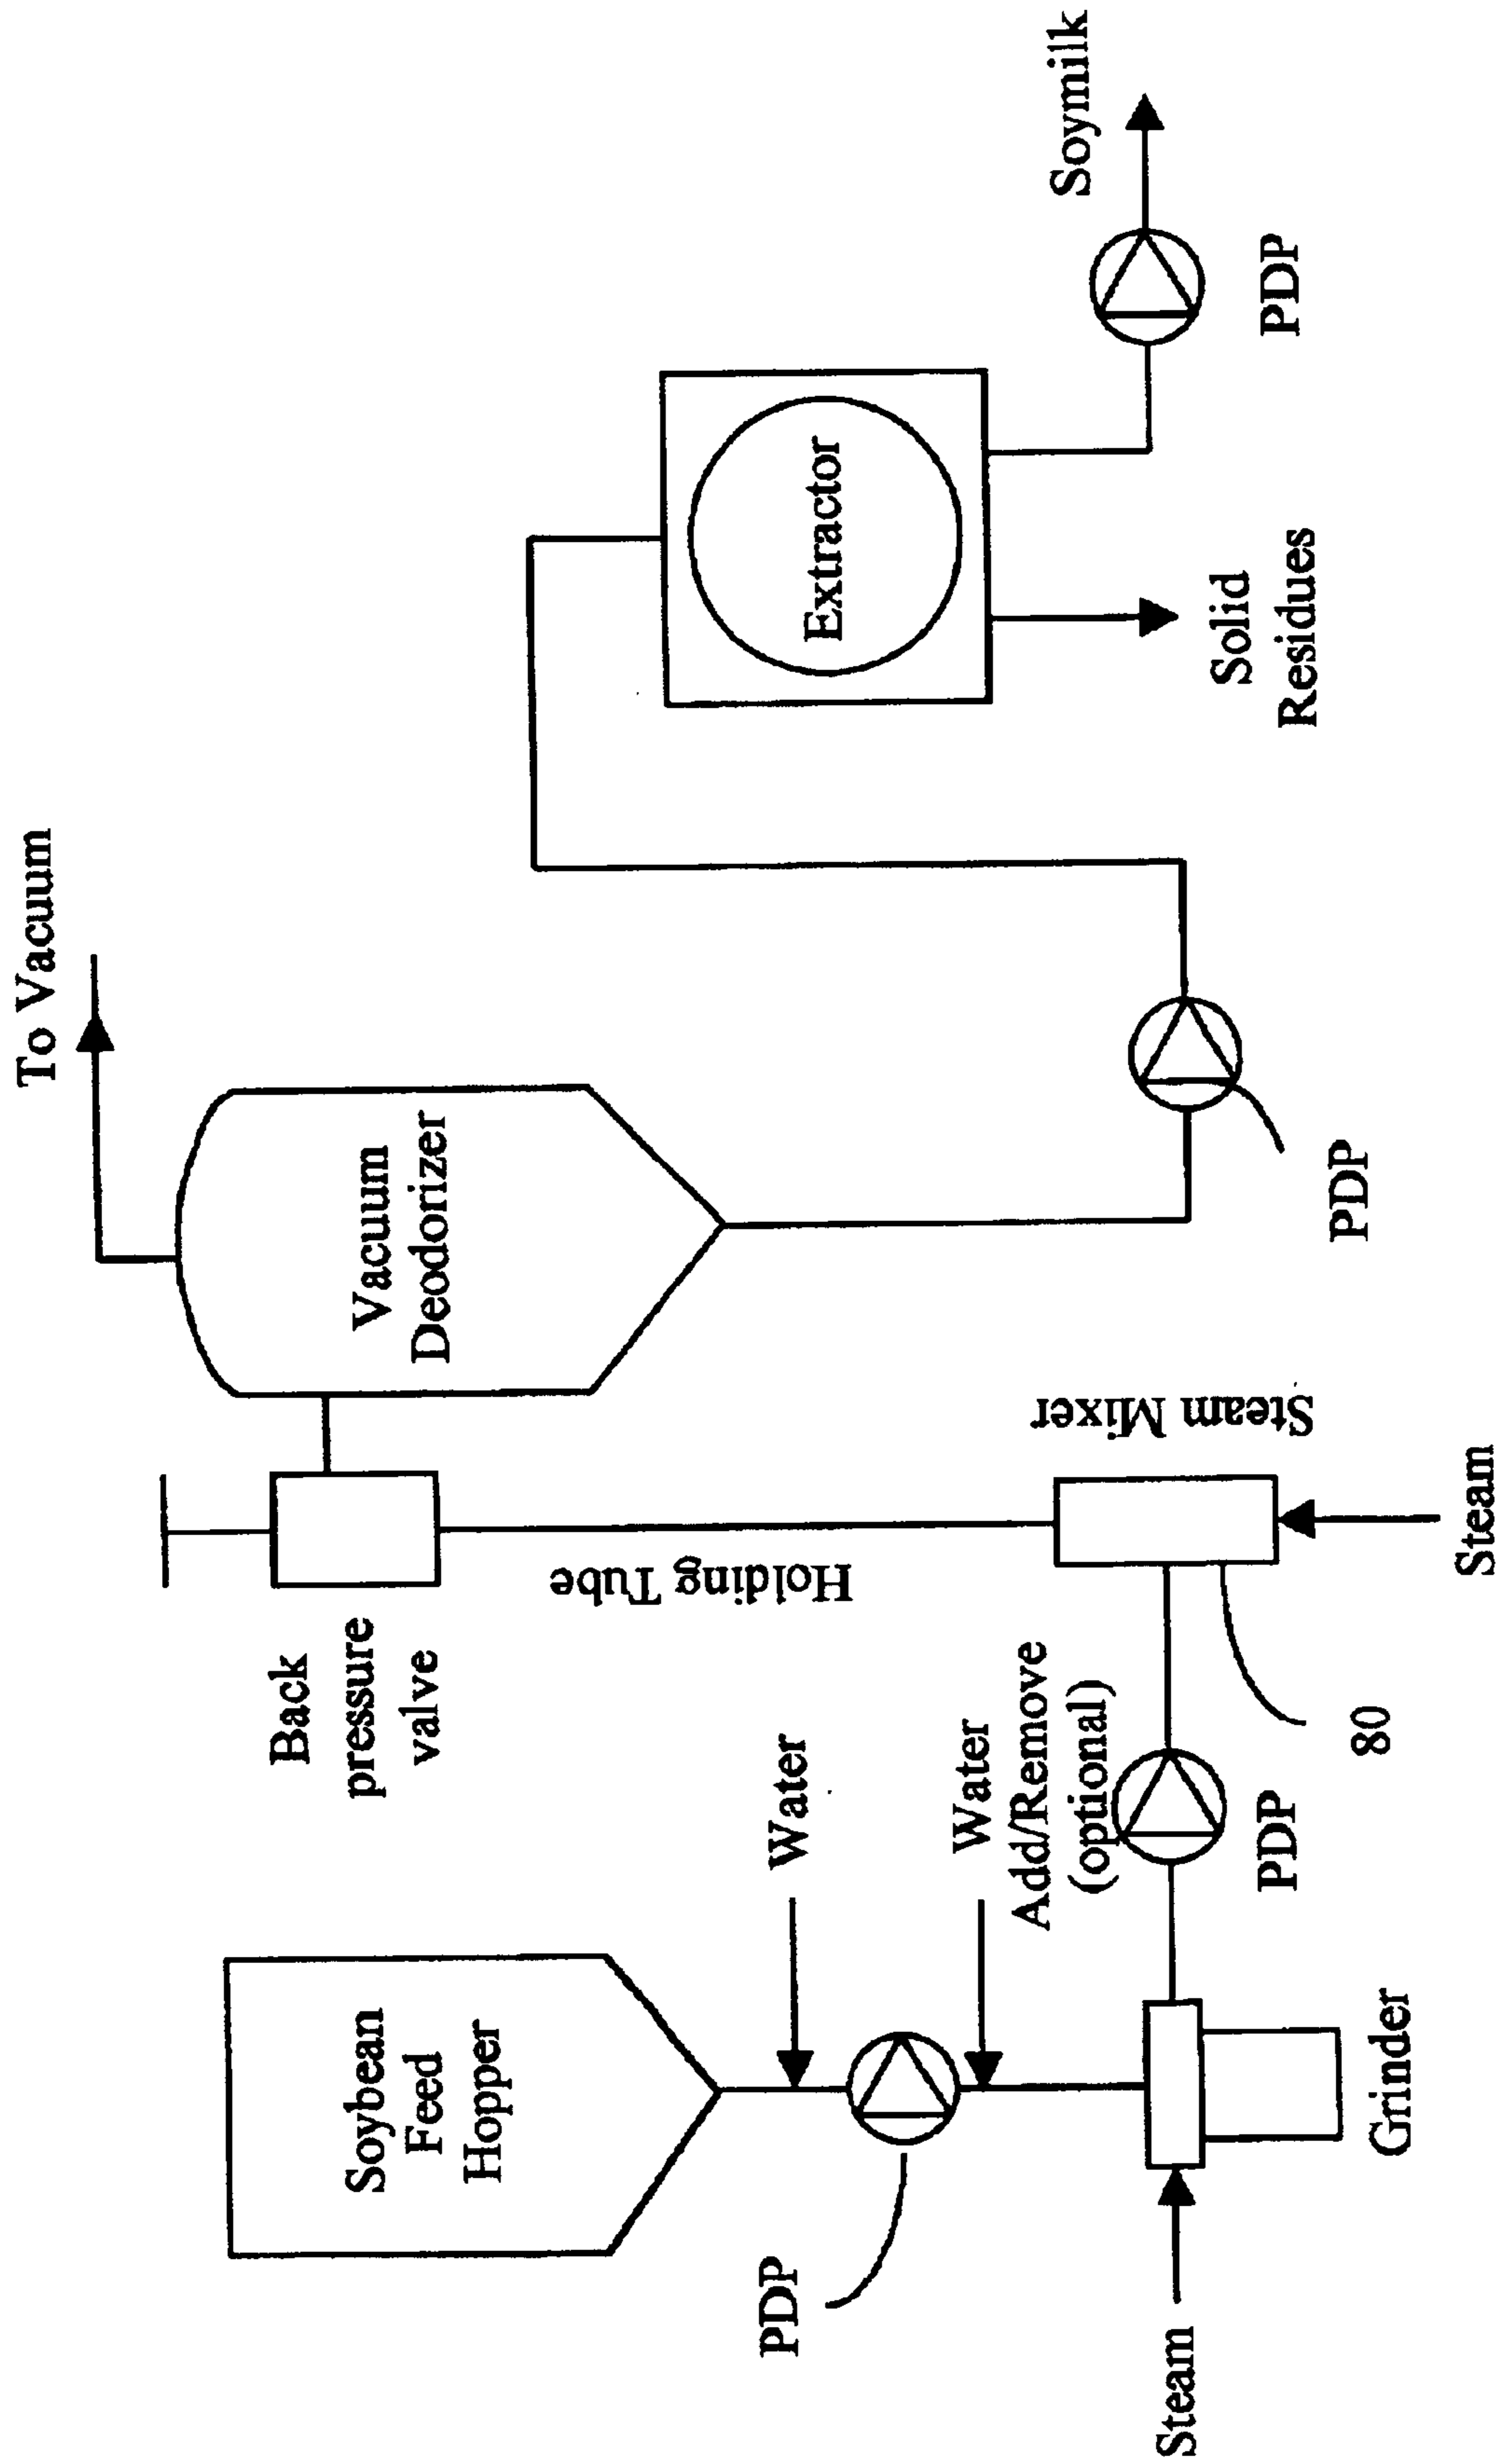 To Vacuum
Soybean
Feed
Hopper
Back
pressure
valve
Vacuum
Deodorizer
Holding Tube
Water
Water
Add/Remove
(optional)
PDP
Steam
Grinder
PDP
80
Steam Mixer
Steam
PDP
Extractor
Solid
Residues
Soymilk
PDP